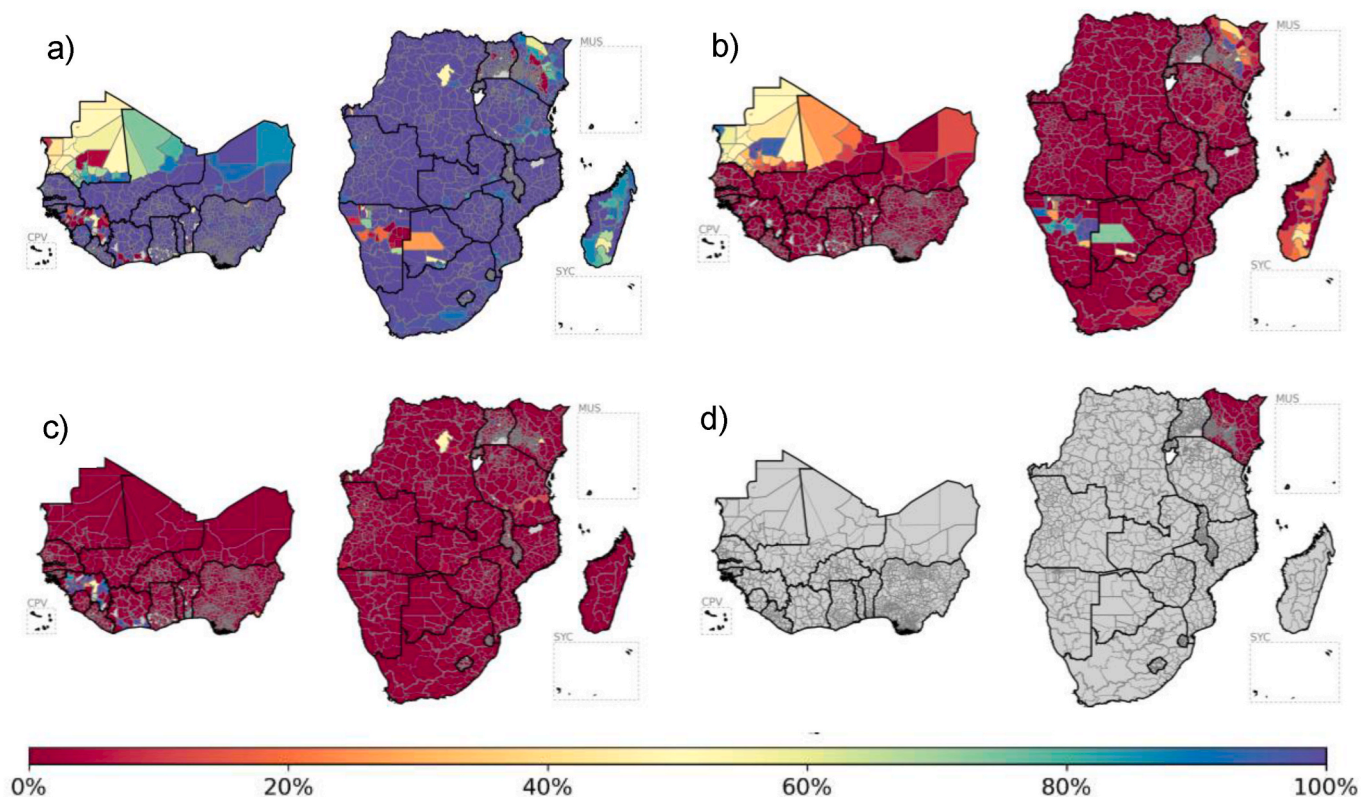 a)
MUS
CPV
SYC
b)
MUS
CPV
SYC
c)
MUS
CPV
SYC
d)
MUS
CPV
SYC
0%
20%
40%
60%
80%
100%